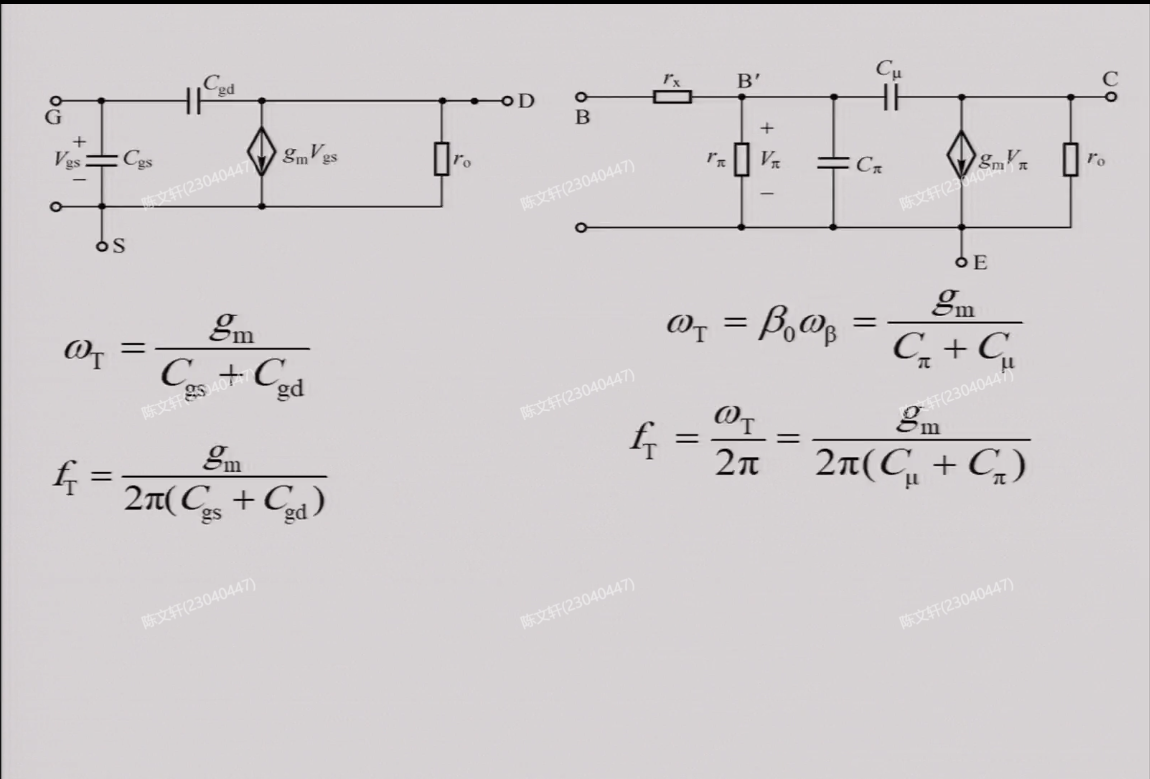 C_gd
G
D
+
V_gs
C_gs
−
g_m V_gs
r_o
S
ω_T = g_m / (C_gs + C_gd)
f_T = g_m / 2π(C_gs + C_gd)
r_x
B′
C_μ
C
B
r_π
+
V_π
−
C_π
g_m V_π
r_o
E
ω_T = β_0 ω_β = g_m / (C_π + C_μ)
f_T = ω_T / 2π = g_m / 2π(C_μ + C_π)
陈文轩(23040447)
陈文轩(23040447)
陈文轩(23040447)
陈文轩(23040447)
陈文轩(23040447)
陈文轩(23040447)
陈文轩(23040447)
陈文轩(23040447)
陈文轩(23040447)